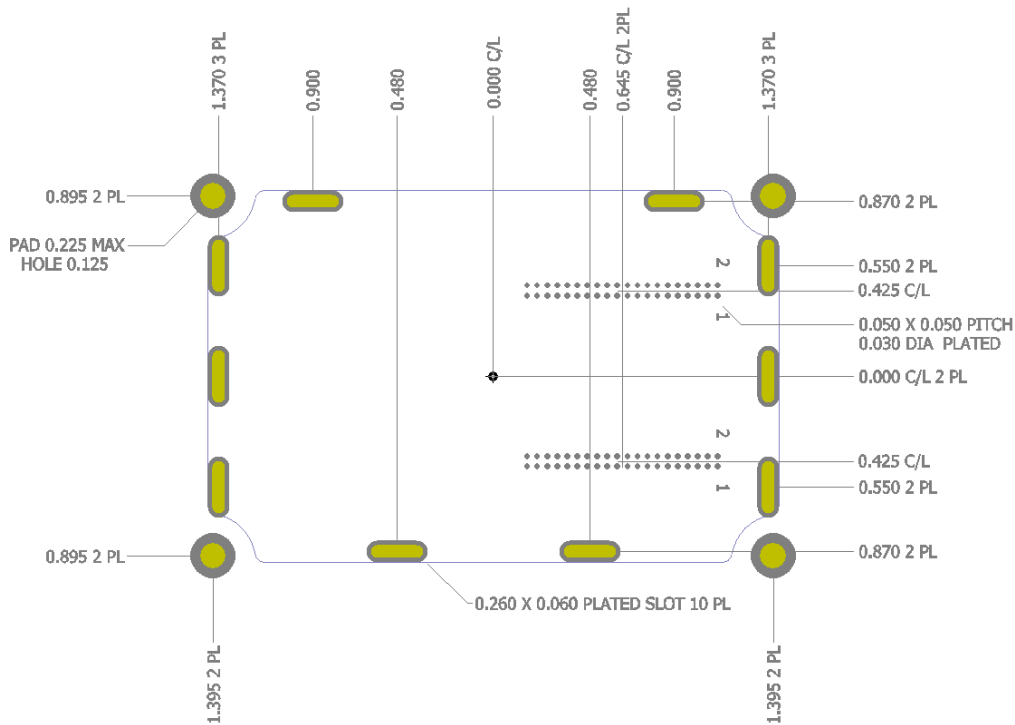 1.370 3 PL
0.900
0.480
0.000 C/L
0.480
0.645 C/L 2PL
0.900
1.370 3 PL
0.895 2 PL
0.870 2 PL
PAD 0.225 MAX
HOLE 0.125
2
0.550 2 PL
0.425 C/L
1
0.050 X 0.050 PITCH
0.030 DIA  PLATED
0.000 C/L 2 PL
2
0.425 C/L
1
0.550 2 PL
0.895 2 PL
0.870 2 PL
0.260 X 0.060 PLATED SLOT 10 PL
1.395 2 PL
1.395 2 PL